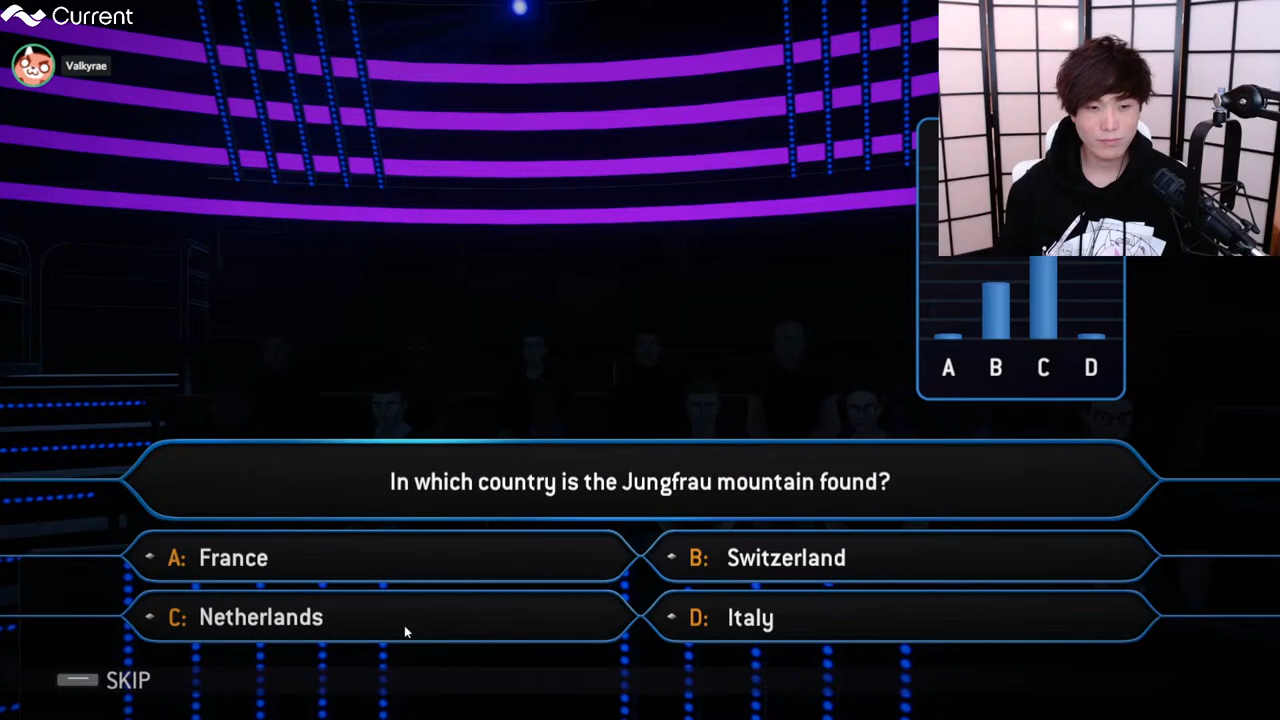 Current
Valkyrae
A B C D
In which country is the Jungfrau mountain found?
A: France
B: Switzerland
C: Netherlands
D: Italy
SKIP